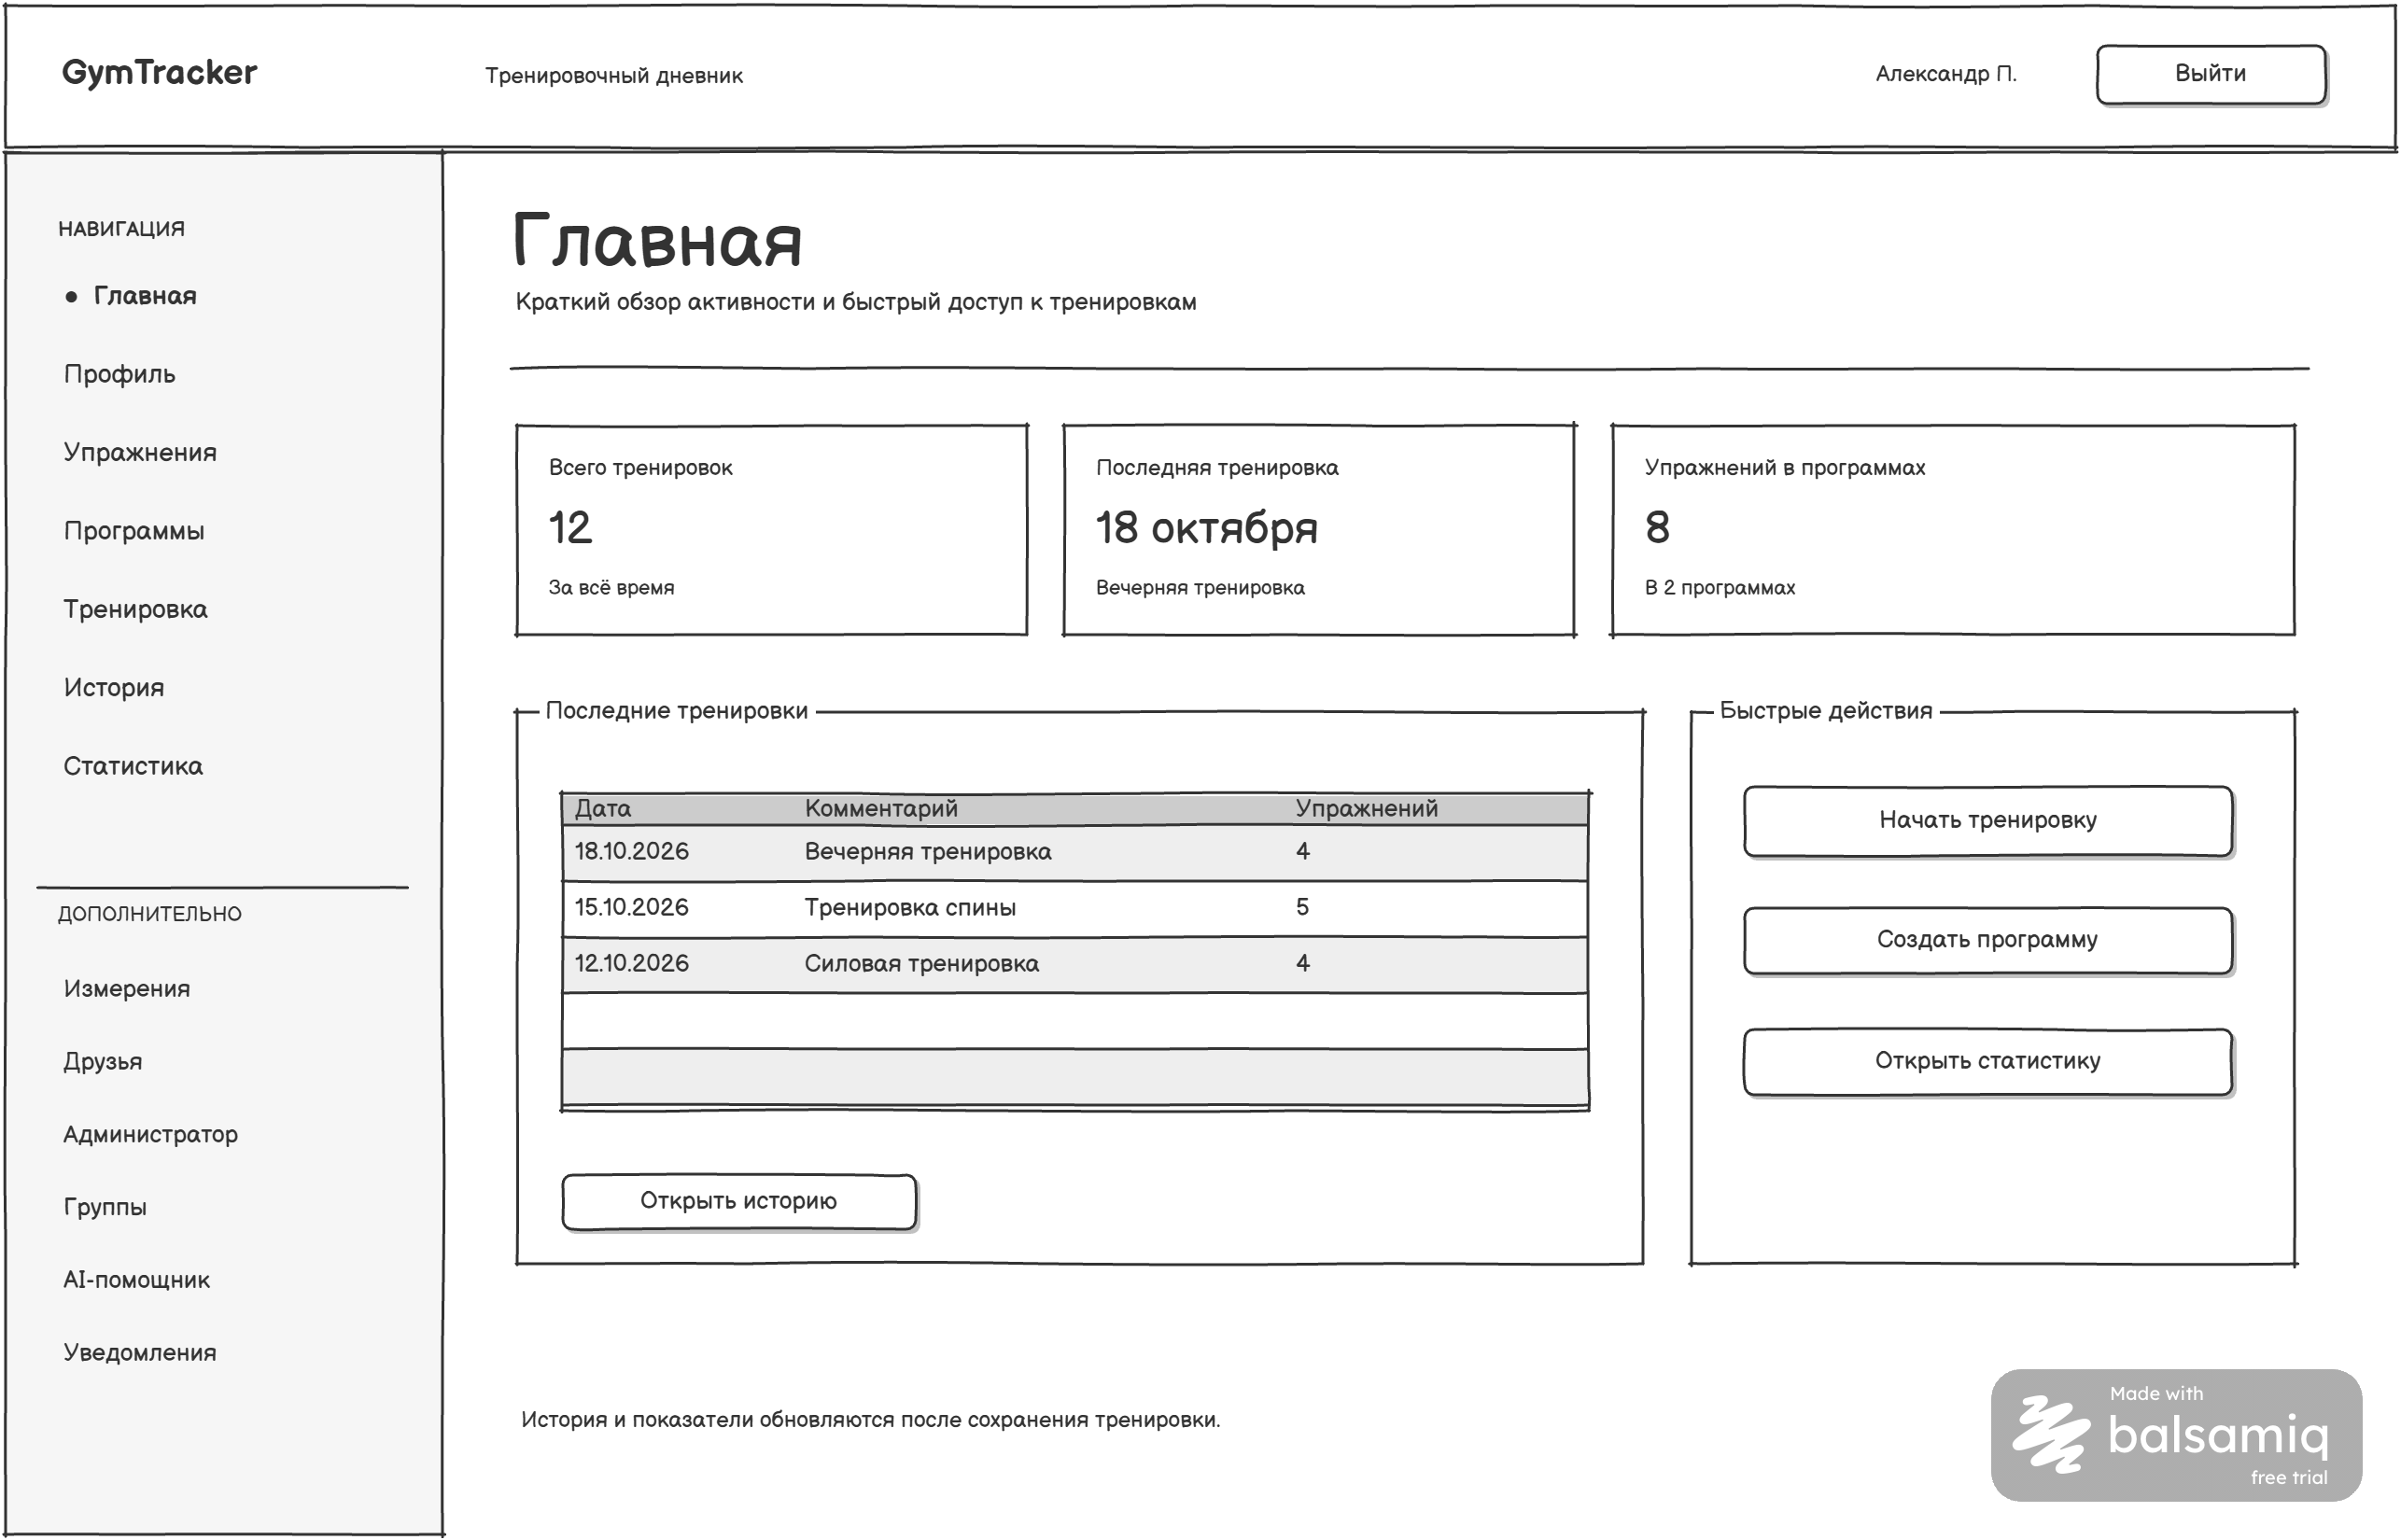 GymTracker
Тренировочный дневник
Александр П.
Выйти
НАВИГАЦИЯ
Главная
Профиль
Упражнения
Программы
Тренировка
История
Статистика
ДОПОЛНИТЕЛЬНО
Измерения
Друзья
Администратор
Группы
AI-помощник
Уведомления
Главная
Краткий обзор активности и быстрый доступ к тренировкам
Всего тренировок
12
За всё время
Последняя тренировка
18 октября
Вечерняя тренировка
Упражнений в программах
8
В 2 программах
Последние тренировки
Дата Комментарий Упражнений
18.10.2026 Вечерняя тренировка 4
15.10.2026 Тренировка спины 5
12.10.2026 Силовая тренировка 4
Открыть историю
Быстрые действия
Начать тренировку
Создать программу
Открыть статистику
История и показатели обновляются после сохранения тренировки.
Made with
balsamiq
free trial